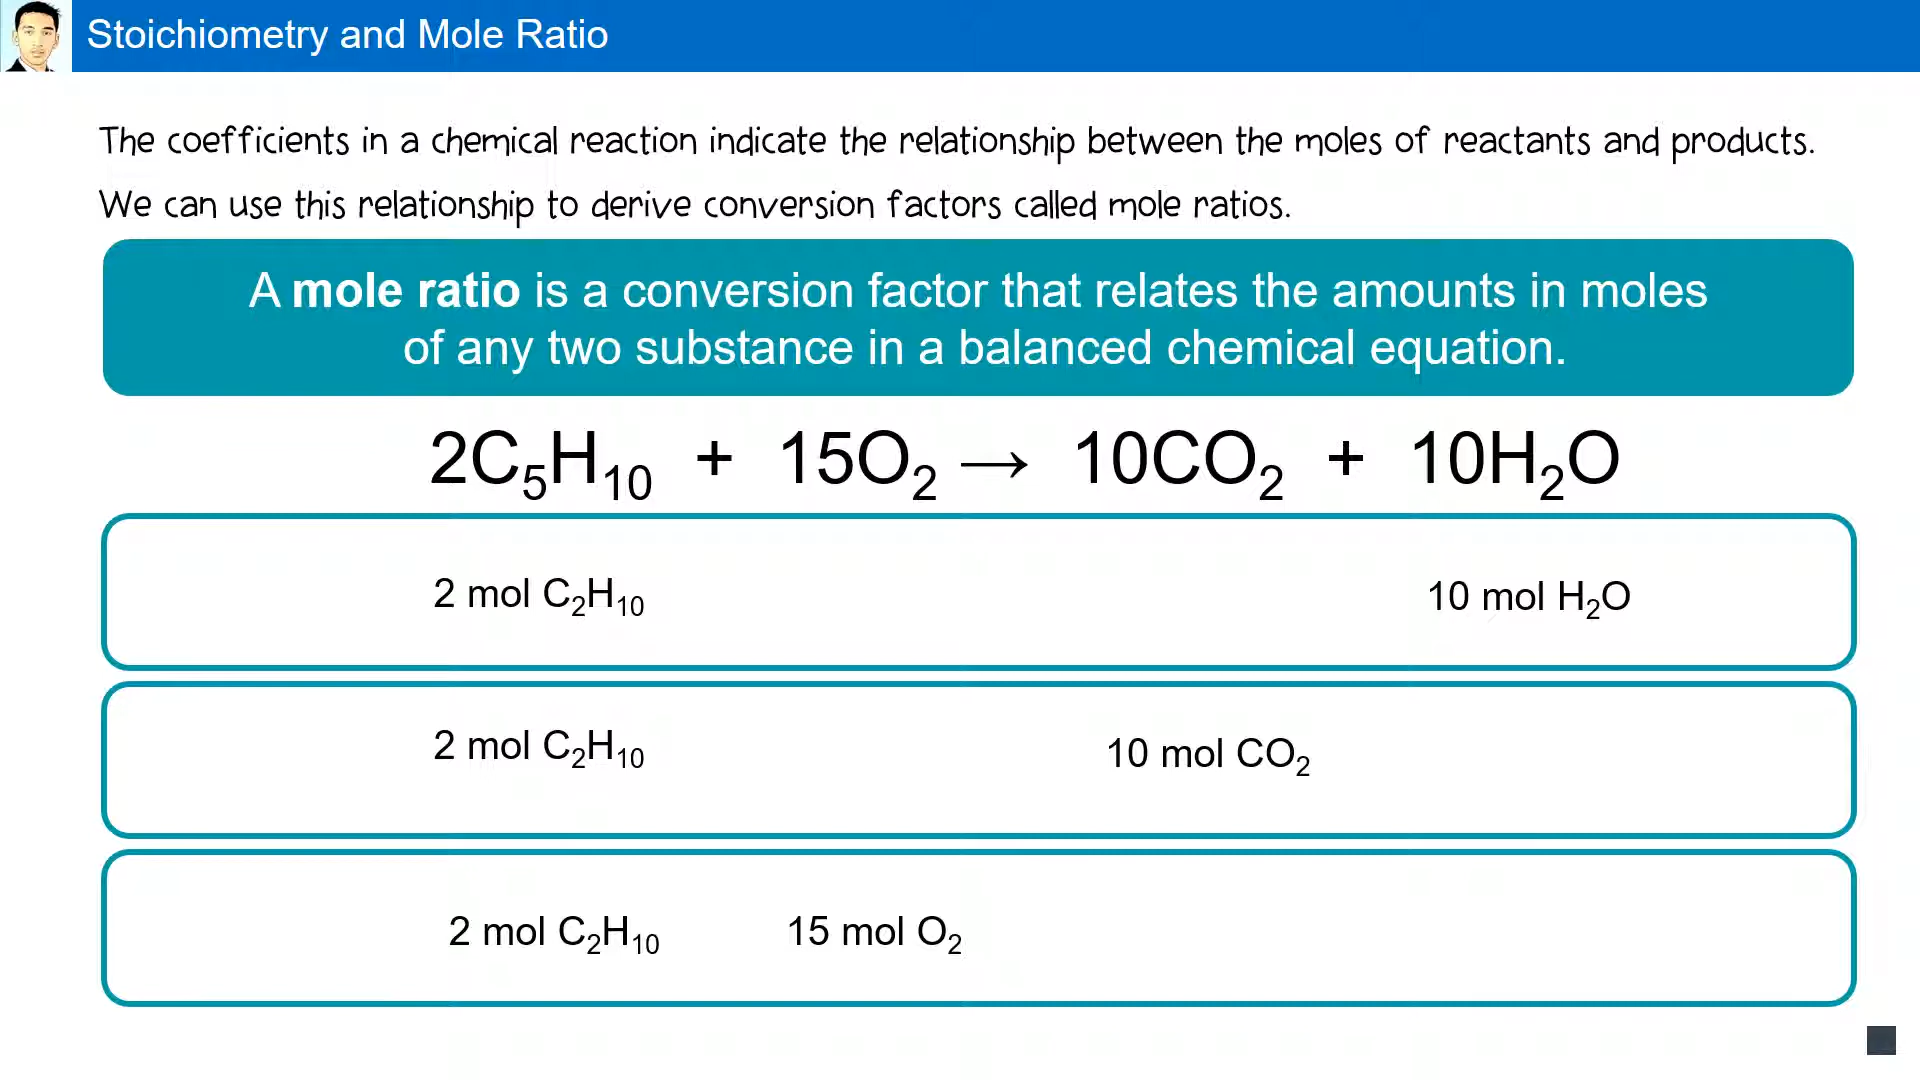 Stoichiometry and Mole Ratio
The coefficients in a chemical reaction indicate the relationship between the moles of reactants and products.
We can use this relationship to derive conversion factors called mole ratios.
A mole ratio is a conversion factor that relates the amounts in moles
of any two substance in a balanced chemical equation.
2C₅H₁₀ + 15O₂ → 10CO₂ + 10H₂O
2 mol C₂H₁₀ 10 mol H₂O
2 mol C₂H₁₀ 10 mol CO₂
2 mol C₂H₁₀ 15 mol O₂